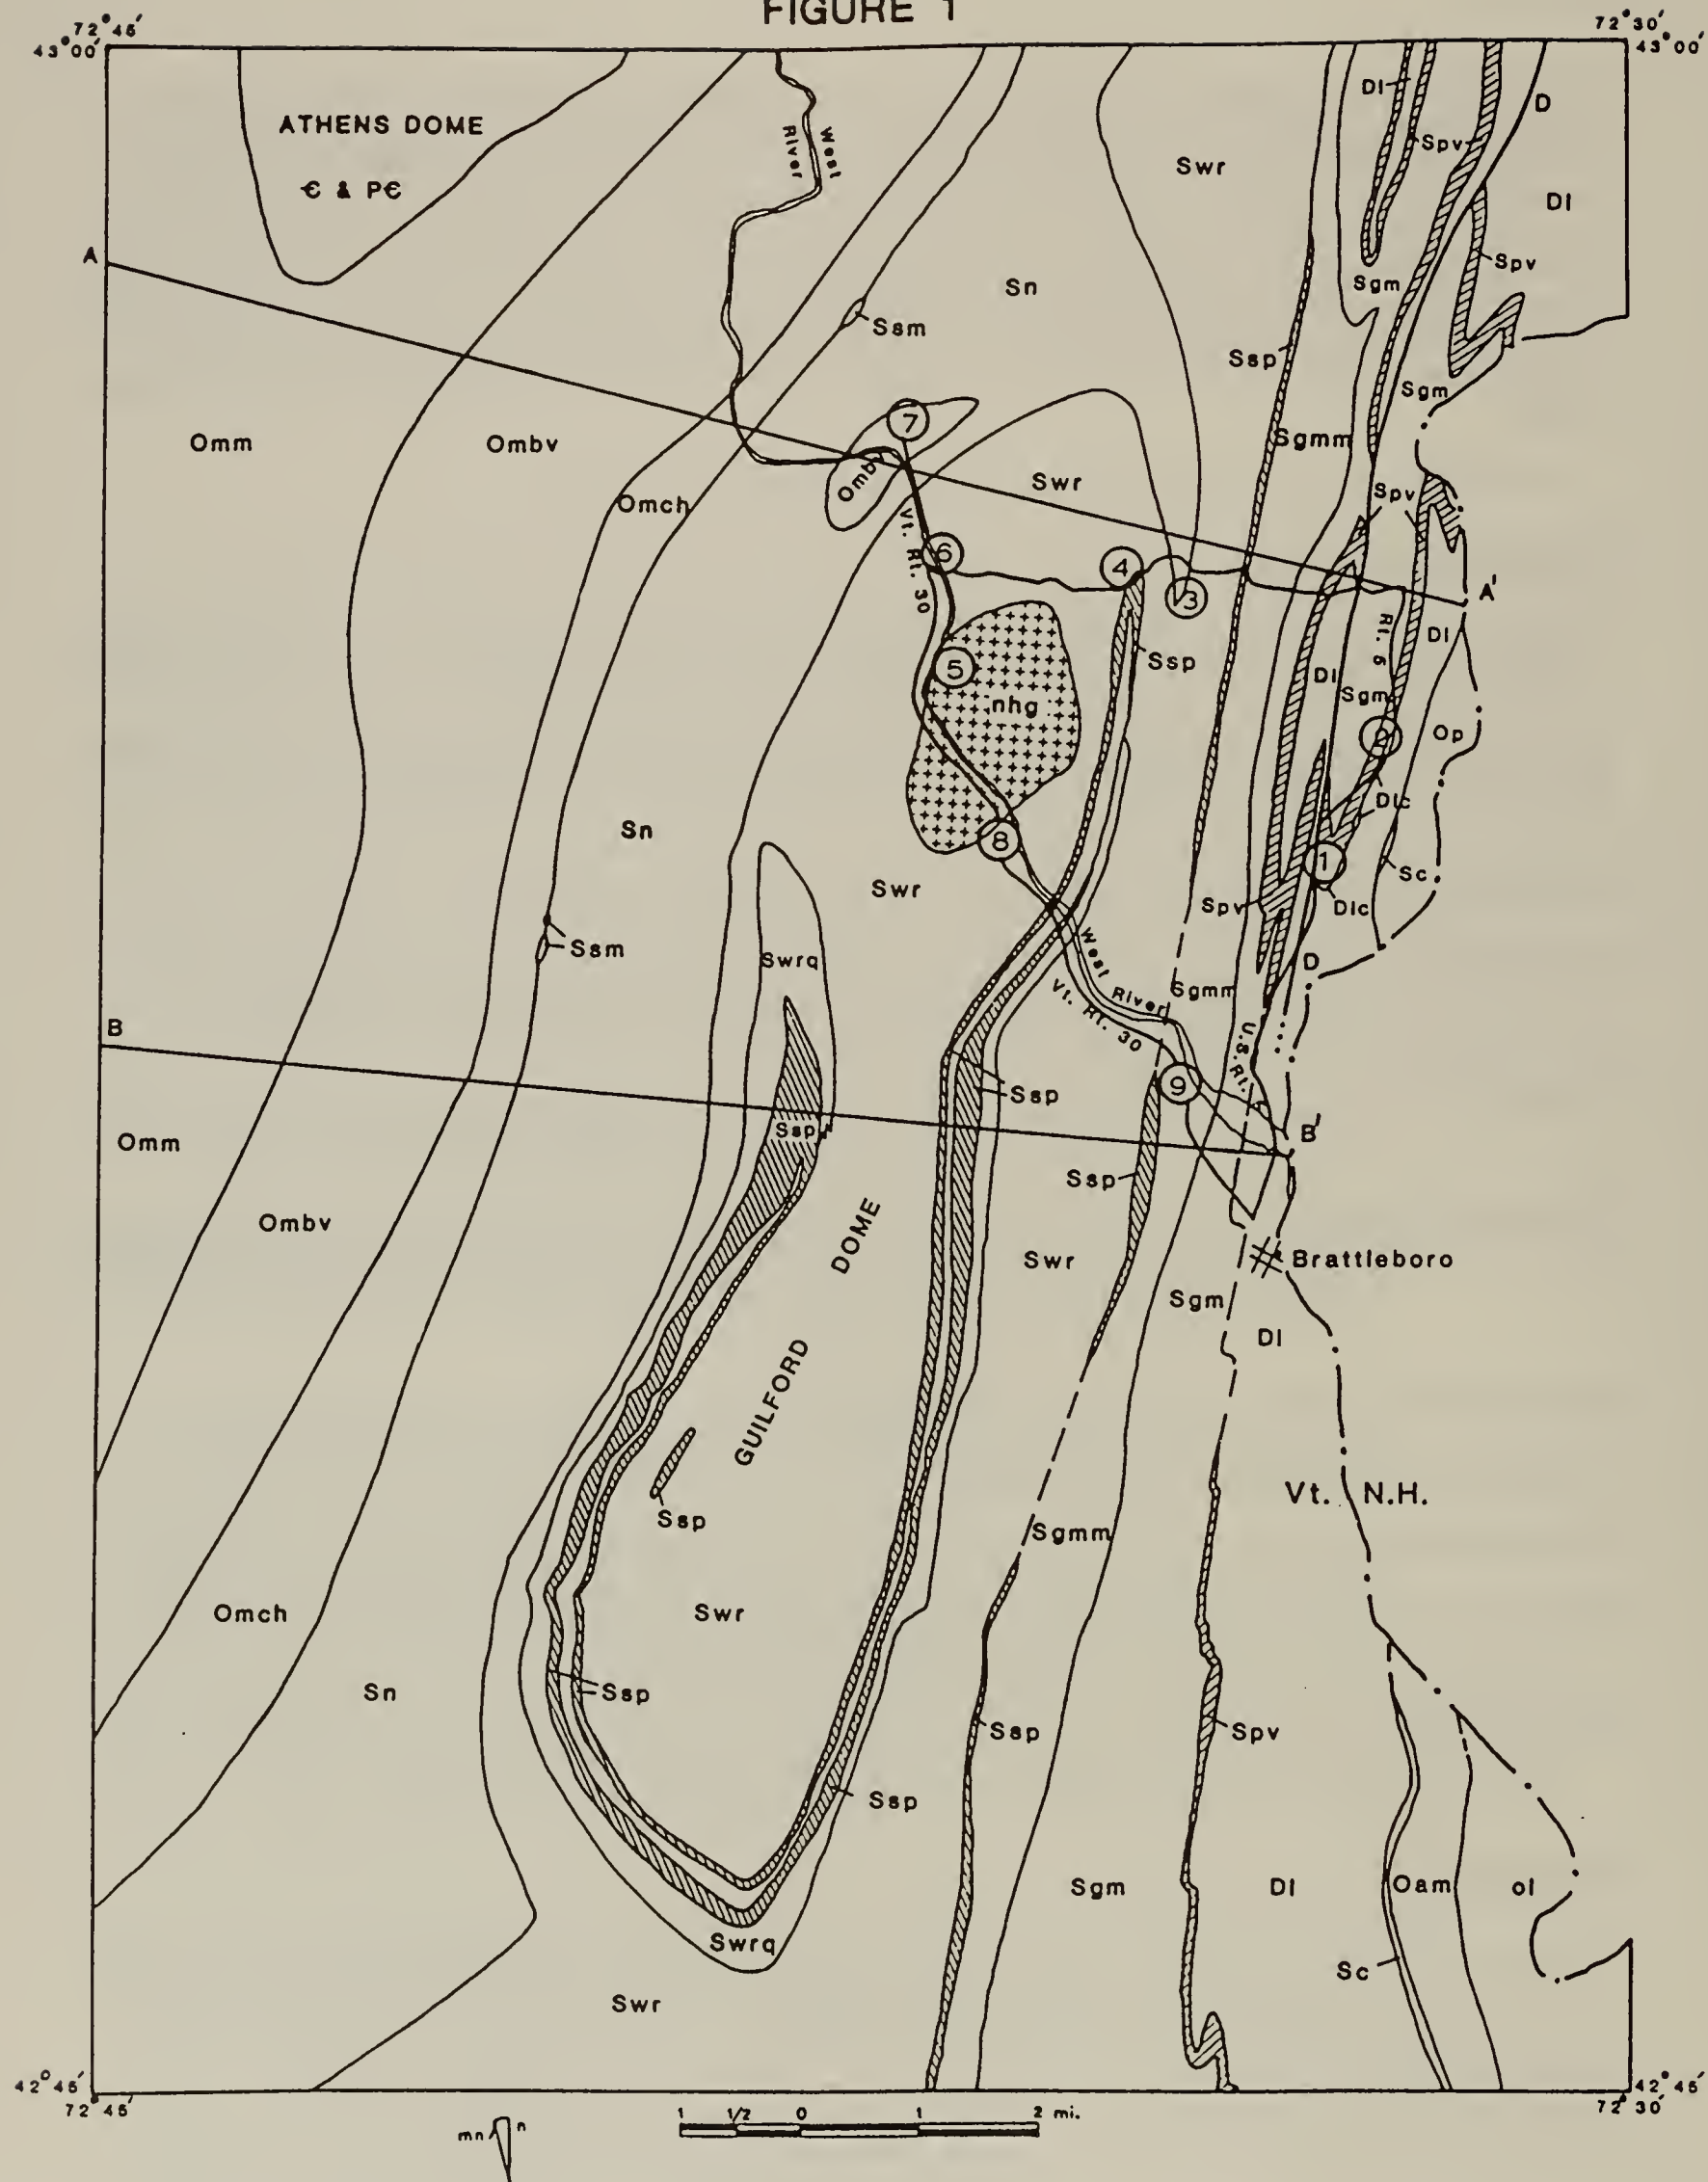 FIGURE 1
72°45′
72°30′
43°00′
43°00′
ATHENS DOME
Є & PЄ
West
River
Swr
Dl
Spv
D
Dl
Spv
A
Sn
Ssm
Sgm
Ssp
Sgm
Omm
Ombv
Omch
7
Ombv
Swr
Sgmm
Spv
Vt. Rt. 30
6
4
3
A′
5
nhg
Ssp
Rt. 5
Dl
Dl
Sgm
Op
2
Dlc
Sn
8
Swr
1
Sc
Dlc
Spv
Ssm
Swrq
D
West River
Vt. Rt. 30
Sgmm
U.S. Rt.
B
9
Ssp
Ssp
B′
Omm
Ssp
Ombv
DOME
Swr
Brattleboro
Sgm
Dl
GUILFORD
Ssp
Vt.
N.H.
Sgmm
Omch
Swr
Sn
Ssp
Ssp
Spv
Ssp
Sgm
Dl
Oam
ol
Swrq
Sc
Swr
42°45′
42°45′
72°45′
72°30′
1 1/2 0 1 2 mi.
mn n